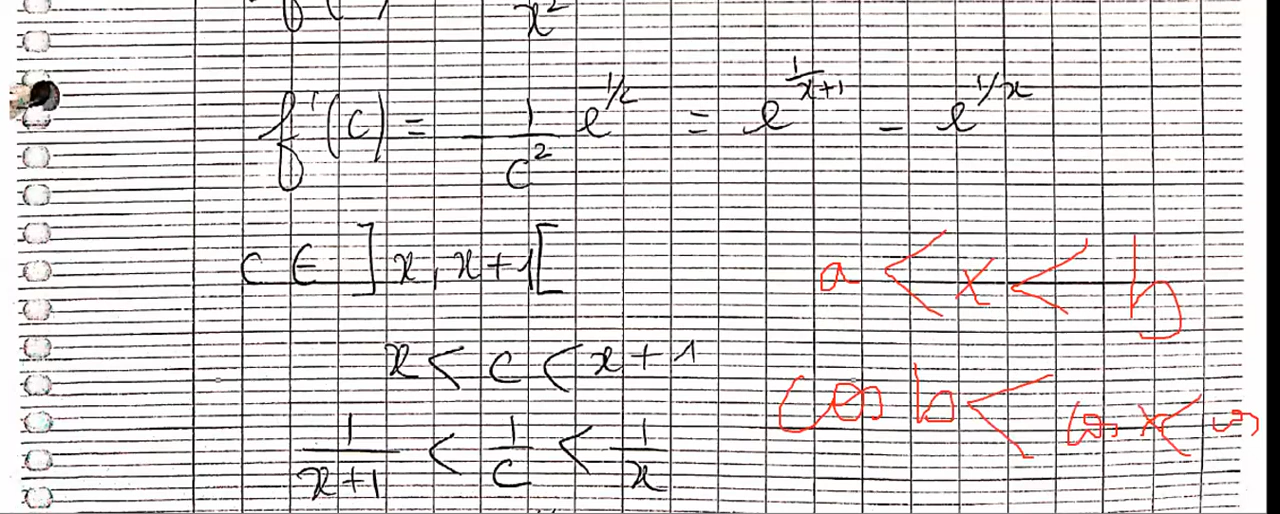 f'(c) = - 1/c² e^{1/c} = e^{1/(x+1)} - e^{1/x}
c ∈ ]x, x+1[
a < x < b
x < c < x+1
cos b < cos x < cos
1/(x+1) < 1/c < 1/x